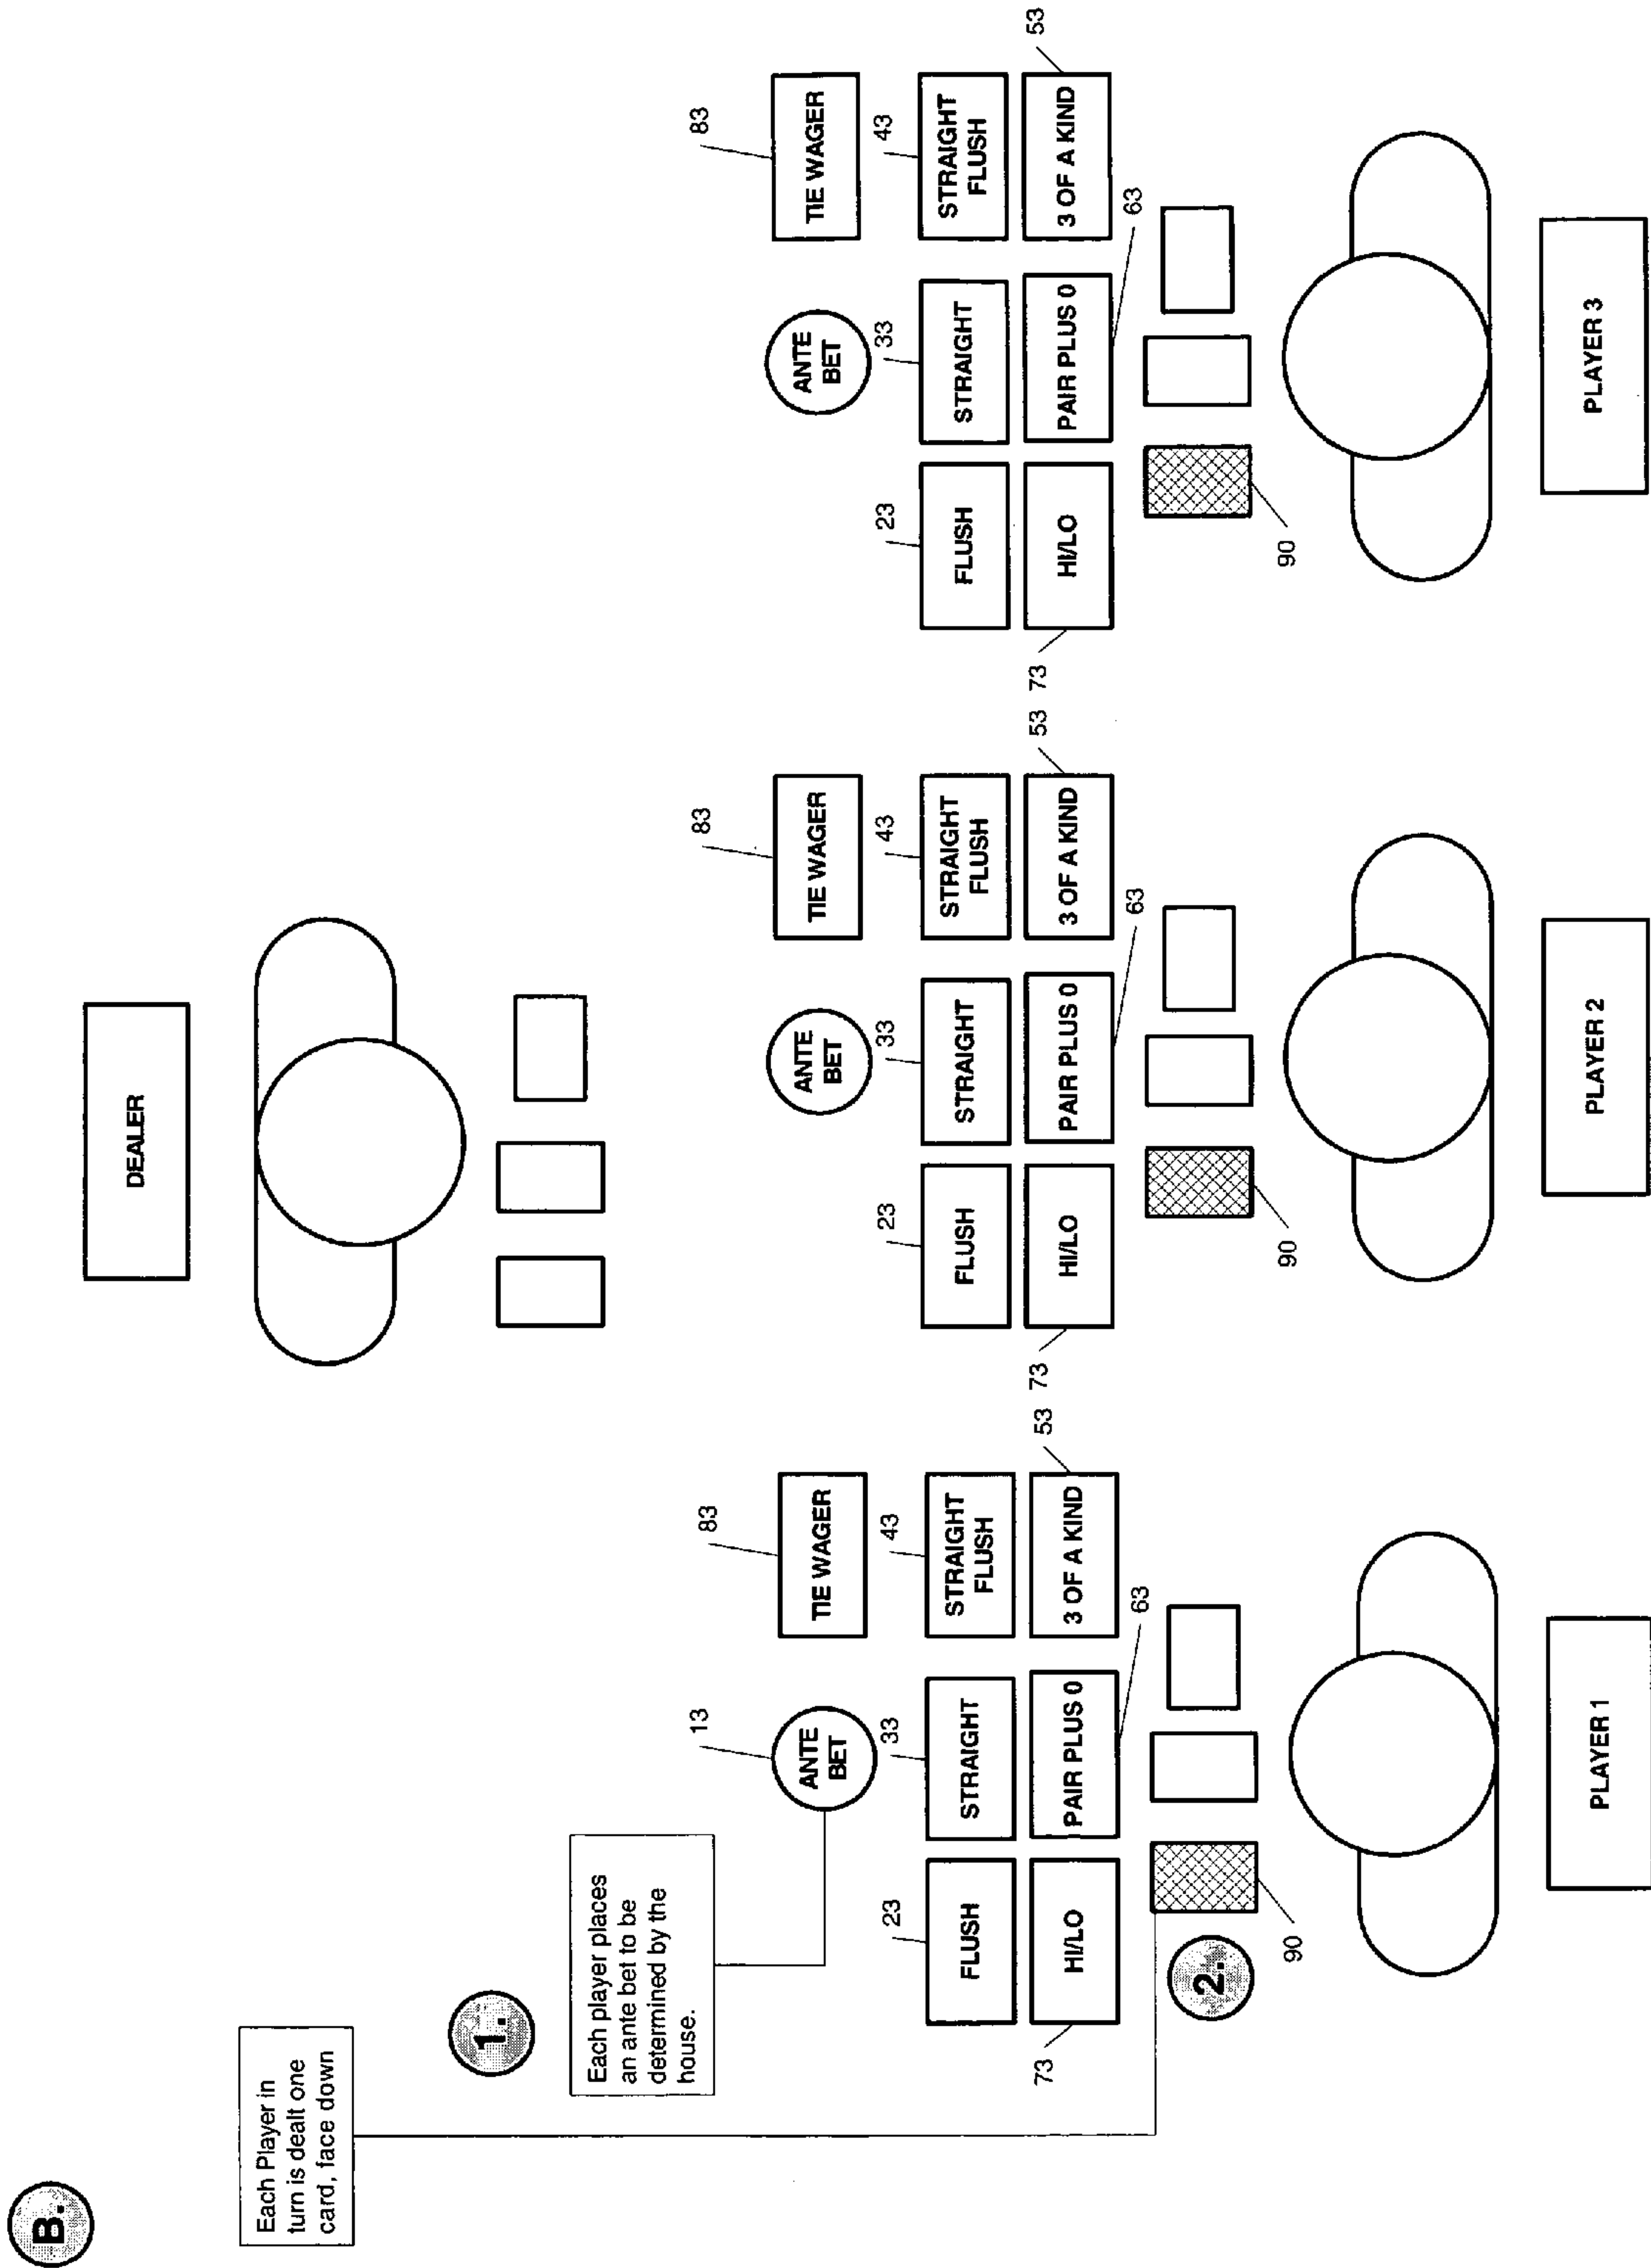 B.
Each Player in
turn is dealt one
card, face down
1.
Each player places
an ante bet to be
determined by the
house.
DEALER
13
ANTE
BET
83
TIE WAGER
23
FLUSH
33
STRAIGHT
43
STRAIGHT
FLUSH
73
HI/LO
PAIR PLUS 0
63
3 OF A KIND
53
2.
90
PLAYER 1
ANTE
BET
83
TIE WAGER
23
FLUSH
33
STRAIGHT
43
STRAIGHT
FLUSH
73
HI/LO
PAIR PLUS 0
63
3 OF A KIND
53
90
PLAYER 2
ANTE
BET
83
TIE WAGER
23
FLUSH
33
STRAIGHT
43
STRAIGHT
FLUSH
73
HI/LO
PAIR PLUS 0
63
3 OF A KIND
53
90
PLAYER 3